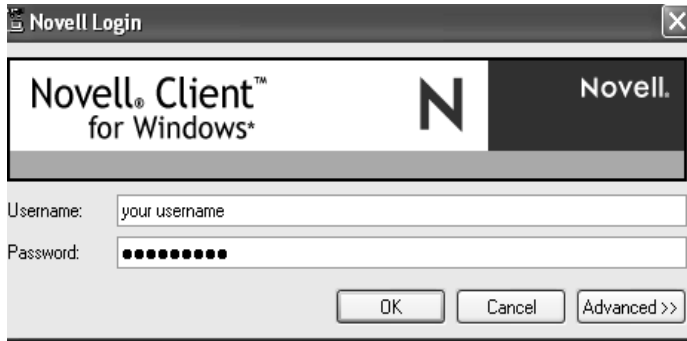 Novell Login
Novell® Client™
for Windows*
N
Novell.
Username: your username
Password: •••••••••
OK Cancel Advanced >>